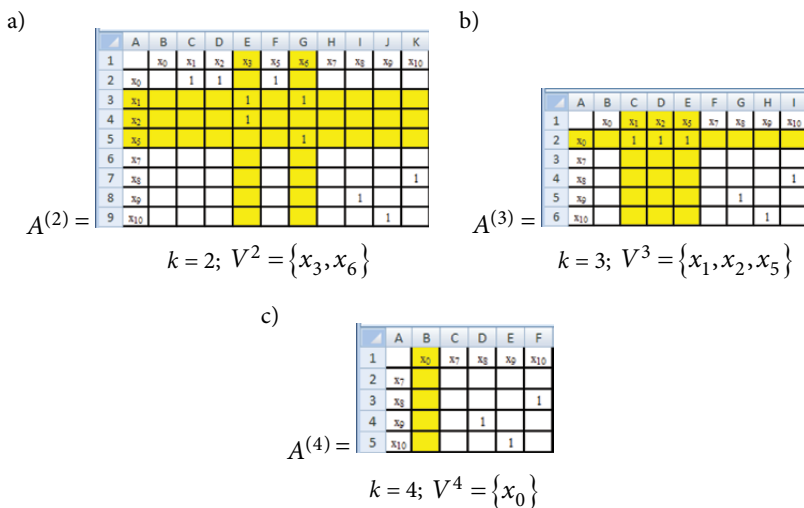 a)
A B C D E F G H I J K
1 x₀ x₁ x₂ x₃ x₅ x₆ x₇ x₈ x₉ x₁₀
2 x₀ 1 1 1
3 x₁ 1 1
4 x₂ 1
5 x₅ 1
6 x₇
7 x₈ 1
8 x₉ 1
9 x₁₀ 1
A⁽²⁾ =
k = 2; V² = {x₃, x₆}
b)
A B C D E F G H I
1 x₀ x₁ x₂ x₅ x₇ x₈ x₉ x₁₀
2 x₀ 1 1 1
3 x₇
4 x₈ 1
5 x₉ 1
6 x₁₀ 1
A⁽³⁾ =
k = 3; V³ = {x₁, x₂, x₅}
c)
A B C D E F
1 x₀ x₇ x₈ x₉ x₁₀
2 x₇
3 x₈ 1
4 x₉ 1
5 x₁₀ 1
A⁽⁴⁾ =
k = 4; V⁴ = {x₀}